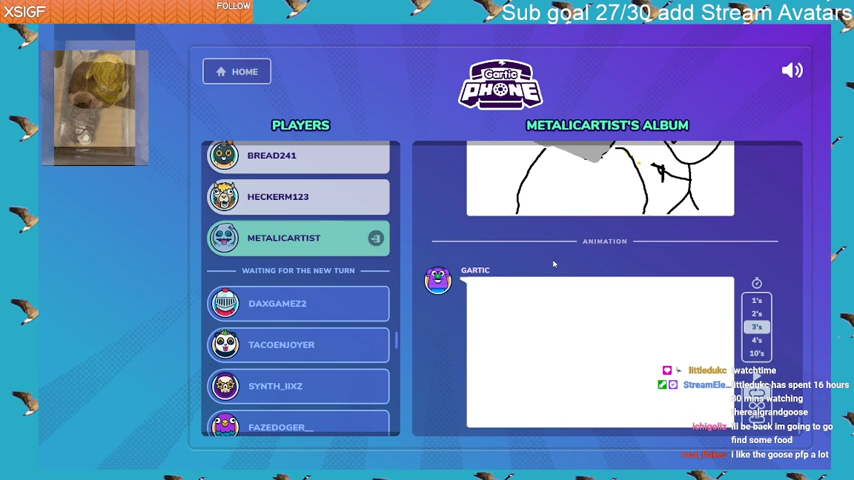 XSIGF
FOLLOW
Sub goal 27/30 add Stream Avatars
HOME
Gartic
PHONE
PLAYERS
METALICARTIST'S ALBUM
BREAD241
HECKERM123
METALICARTIST
WAITING FOR THE NEW TURN
DAXGAMEZ2
TACOENJOYER
SYNTH_IIXZ
FAZEDOGER__
ANIMATION
GARTIC
1's
2's
3's
4's
10's
littledukc watchtime
StreamEle... littledukc has spent 16 hours
30 mins watching
therealgrandgoose
ill be back im going to go
find some food
i like the goose pfp a lot